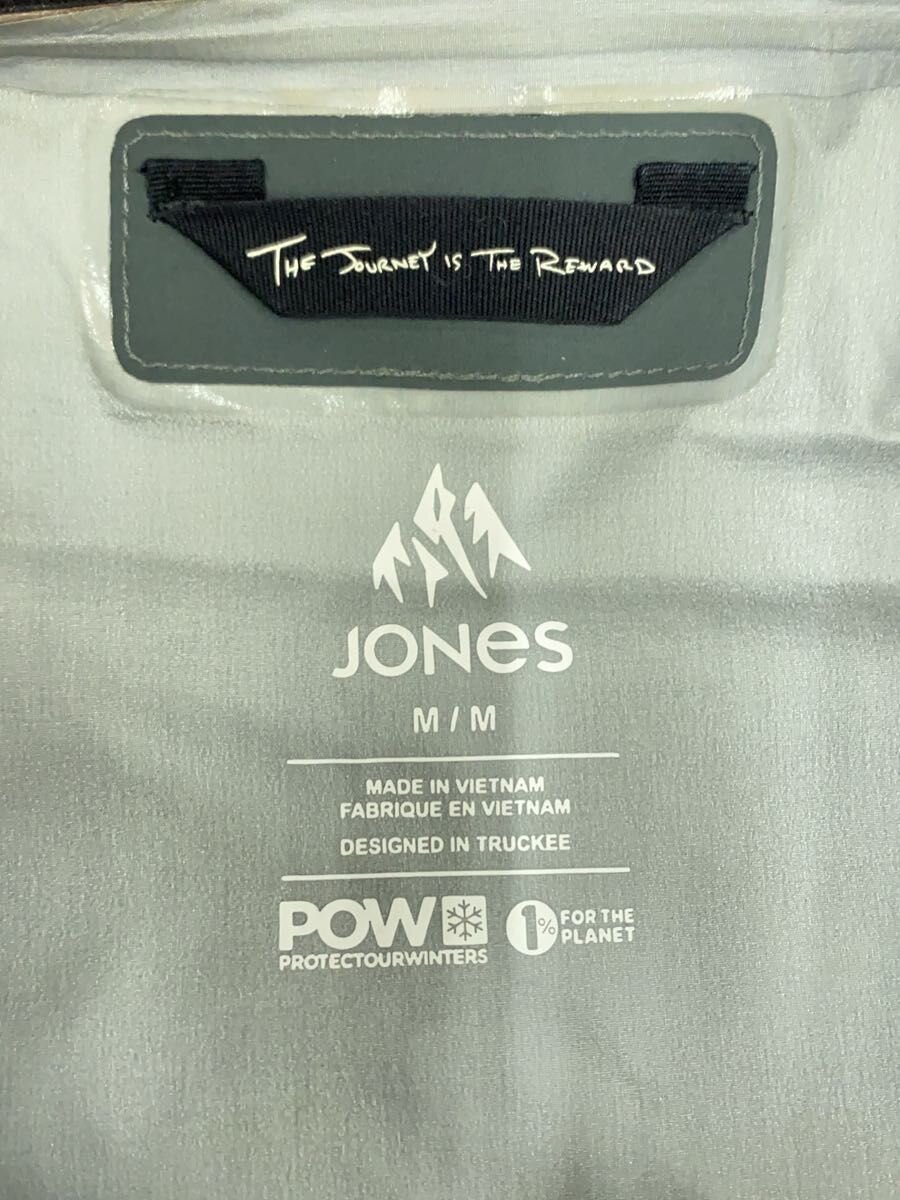 THE JOURNEY IS THE REWARD
JONeS
M / M
MADE IN VIETNAM
FABRIQUE EN VIETNAM
DESIGNED IN TRUCKEE
POW
PROTECTOURWINTERS
1% FOR THE
PLANET